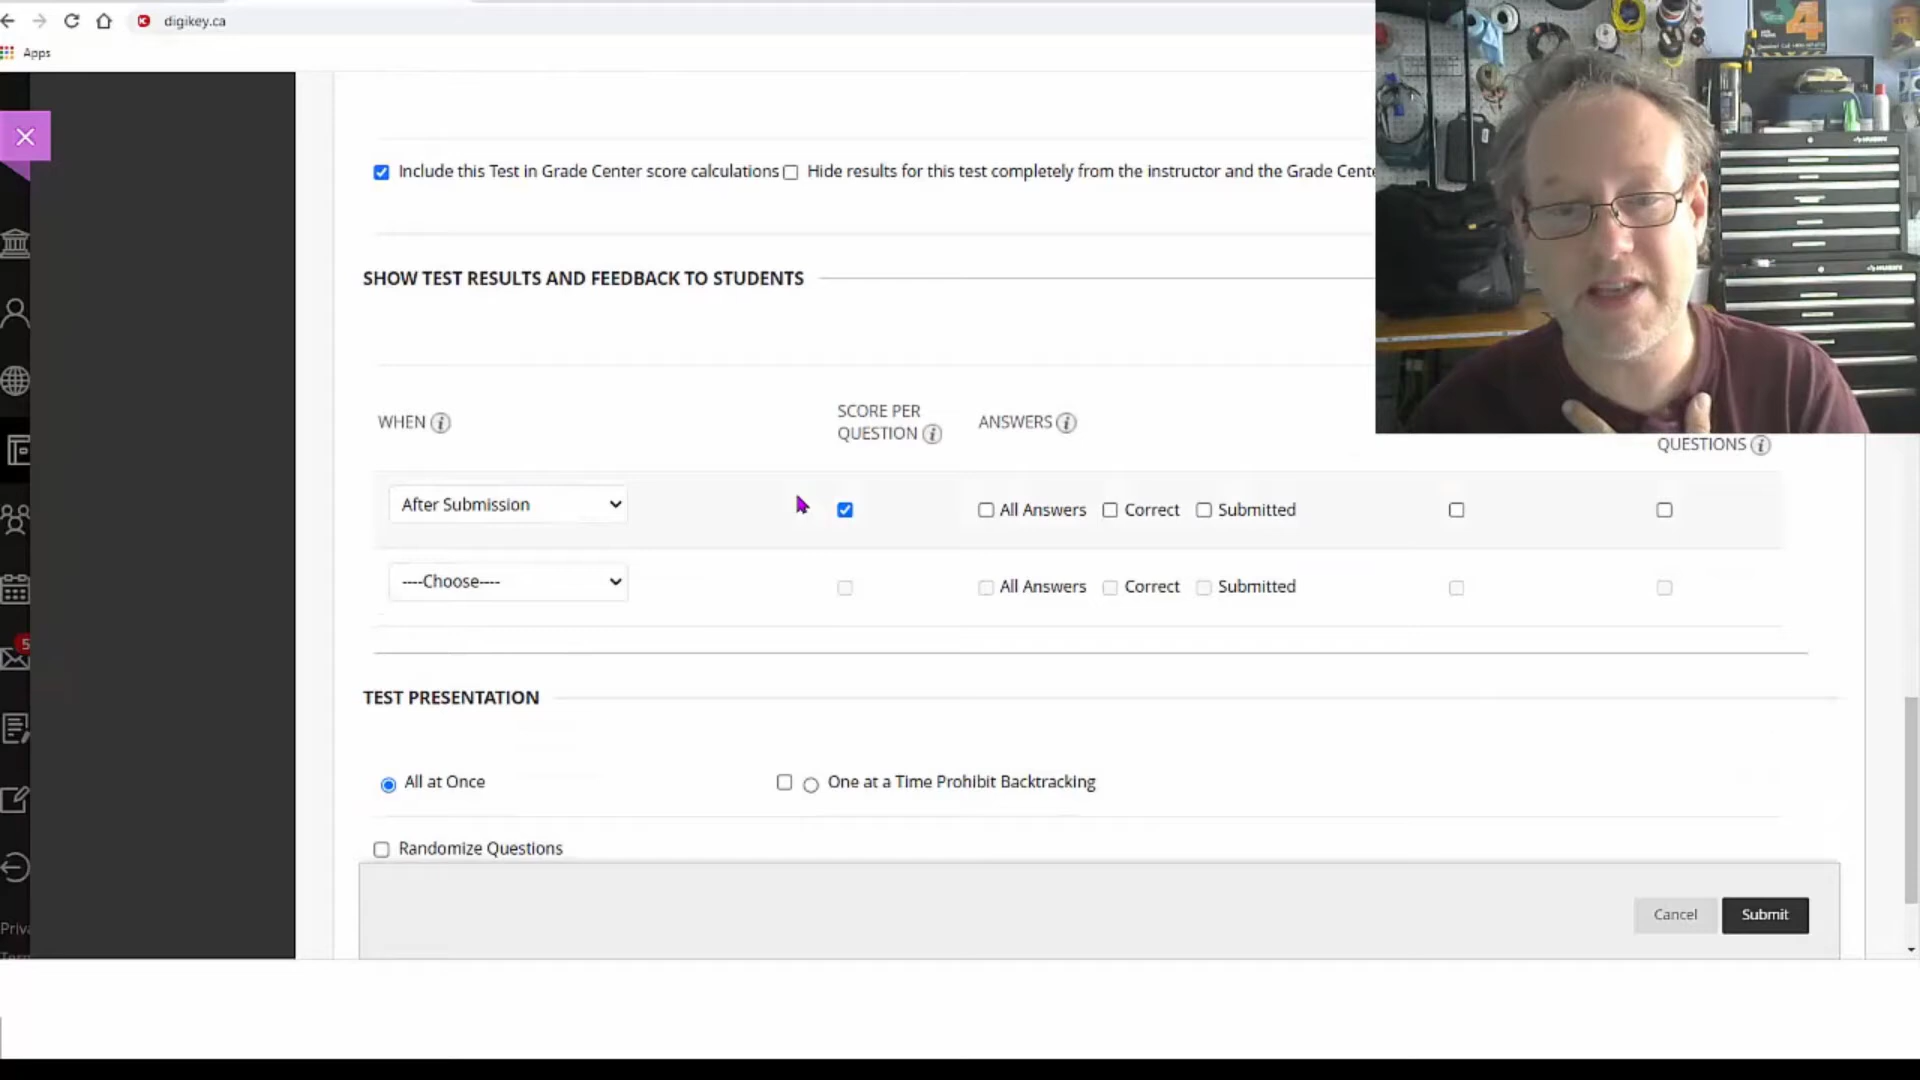 digikey.ca
Apps
Include this Test in Grade Center score calculations Hide results for this test completely from the instructor and the Grade Cente
SHOW TEST RESULTS AND FEEDBACK TO STUDENTS
WHEN
SCORE PER
QUESTION
ANSWERS
QUESTIONS
After Submission
All Answers Correct Submitted
----Choose----
All Answers Correct Submitted
5
TEST PRESENTATION
All at Once
One at a Time Prohibit Backtracking
Randomize Questions
Cancel Submit
Priva
34